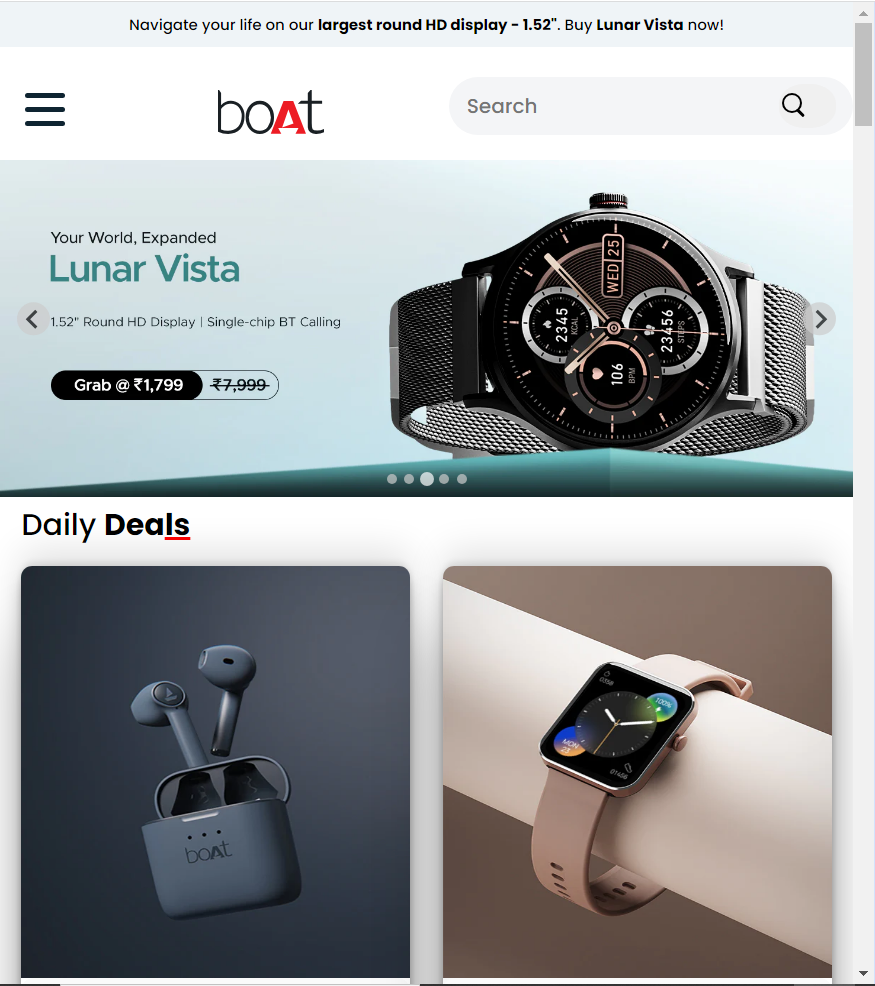 Navigate your life on our largest round HD display - 1.52". Buy Lunar Vista now!
boAt
Search
Your World, Expanded
Lunar Vista
1.52" Round HD Display | Single-chip BT Calling
Grab @ ₹1,799 ₹7,999
WED 25
2345
KCAL
23456
STEPS
106
BPM
Daily Deals
boAt
100%
MON